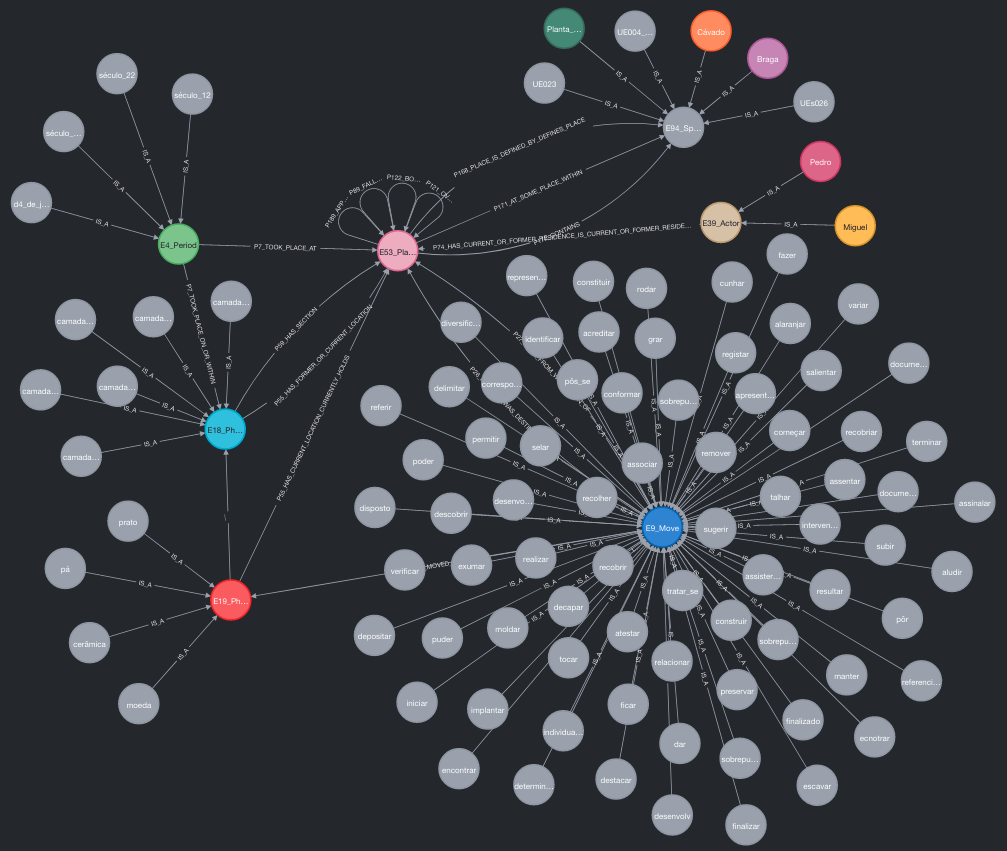 Planta_...
UE004_...
Cávado
Braga
UE023
UEs026
E94_Sp...
século_22
século_12
século_...
d4_de_j...
E4_Period
Pedro
E39_Actor
Miguel
E53_Pla...
P7_TOOK_PLACE_AT
P7_TOOK_PLACE_ON_OR_WITHIN
P168_PLACE_IS_DEFINED_BY_DEFINES_PLACE
P171_AT_SOME_PLACE_WITHIN
P89_FALL...
P122_BO...
P189_APP...
P59_HAS_SECTION
P55_HAS_FORMER_OR_CURRENT_LOCATION
P55_HAS_CURRENT_LOCATION_CURRENTLY_HOLDS
camada...
camada...
camada...
camada...
camada...
camada...
E18_Ph...
prato
pá
cerâmica
moeda
E19_Ph...
IS_A
fazer
represen...
constituir
rodar
cunhar
variar
diversific...
identificar
acreditar
grar
registar
alaranjar
docume...
delimitar
correspo...
pôs_se
conformar
sobrepu...
apresent...
salientar
referir
permitir
selar
associar
remover
começar
recobriar
terminar
poder
desenvo...
recolher
talhar
assentar
docume...
assinalar
disposto
descobrir
E9_Move
sugerir
interven...
subir
verificar
MOVED
exumar
realizar
recobrir
tratar_se
assister...
resultar
aludir
depositar
puder
moldar
decapar
atestar
construir
sobrepu...
pôr
tocar
relacionar
preservar
manter
referenci...
iniciar
implantar
individua...
ficar
dar
finalizado
ecnotrar
encontrar
determin...
destacar
sobrepu...
escavar
desenvolv
finalizar